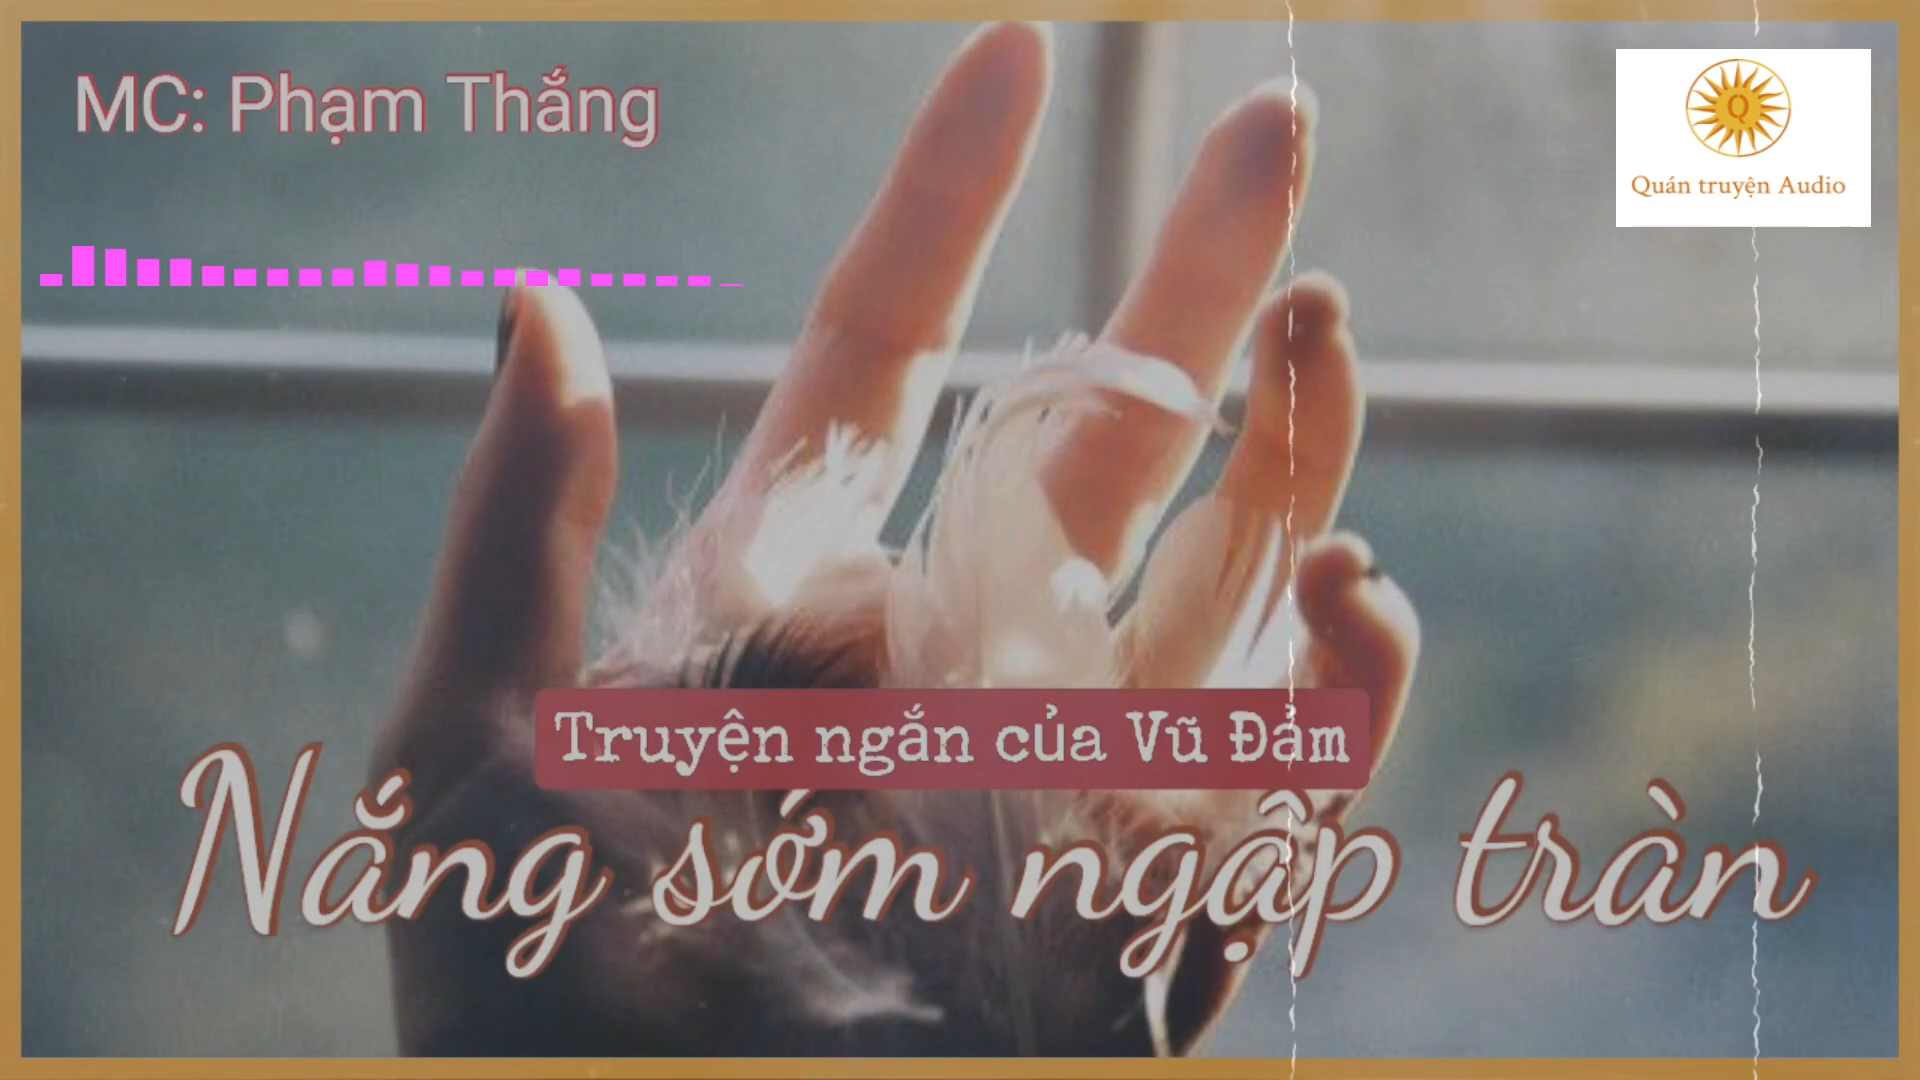 MC: Phạm Thắng
Q
Quán truyện Audio
Truyện ngắn của Vũ Đảm
Nắng sớm ngập tràn